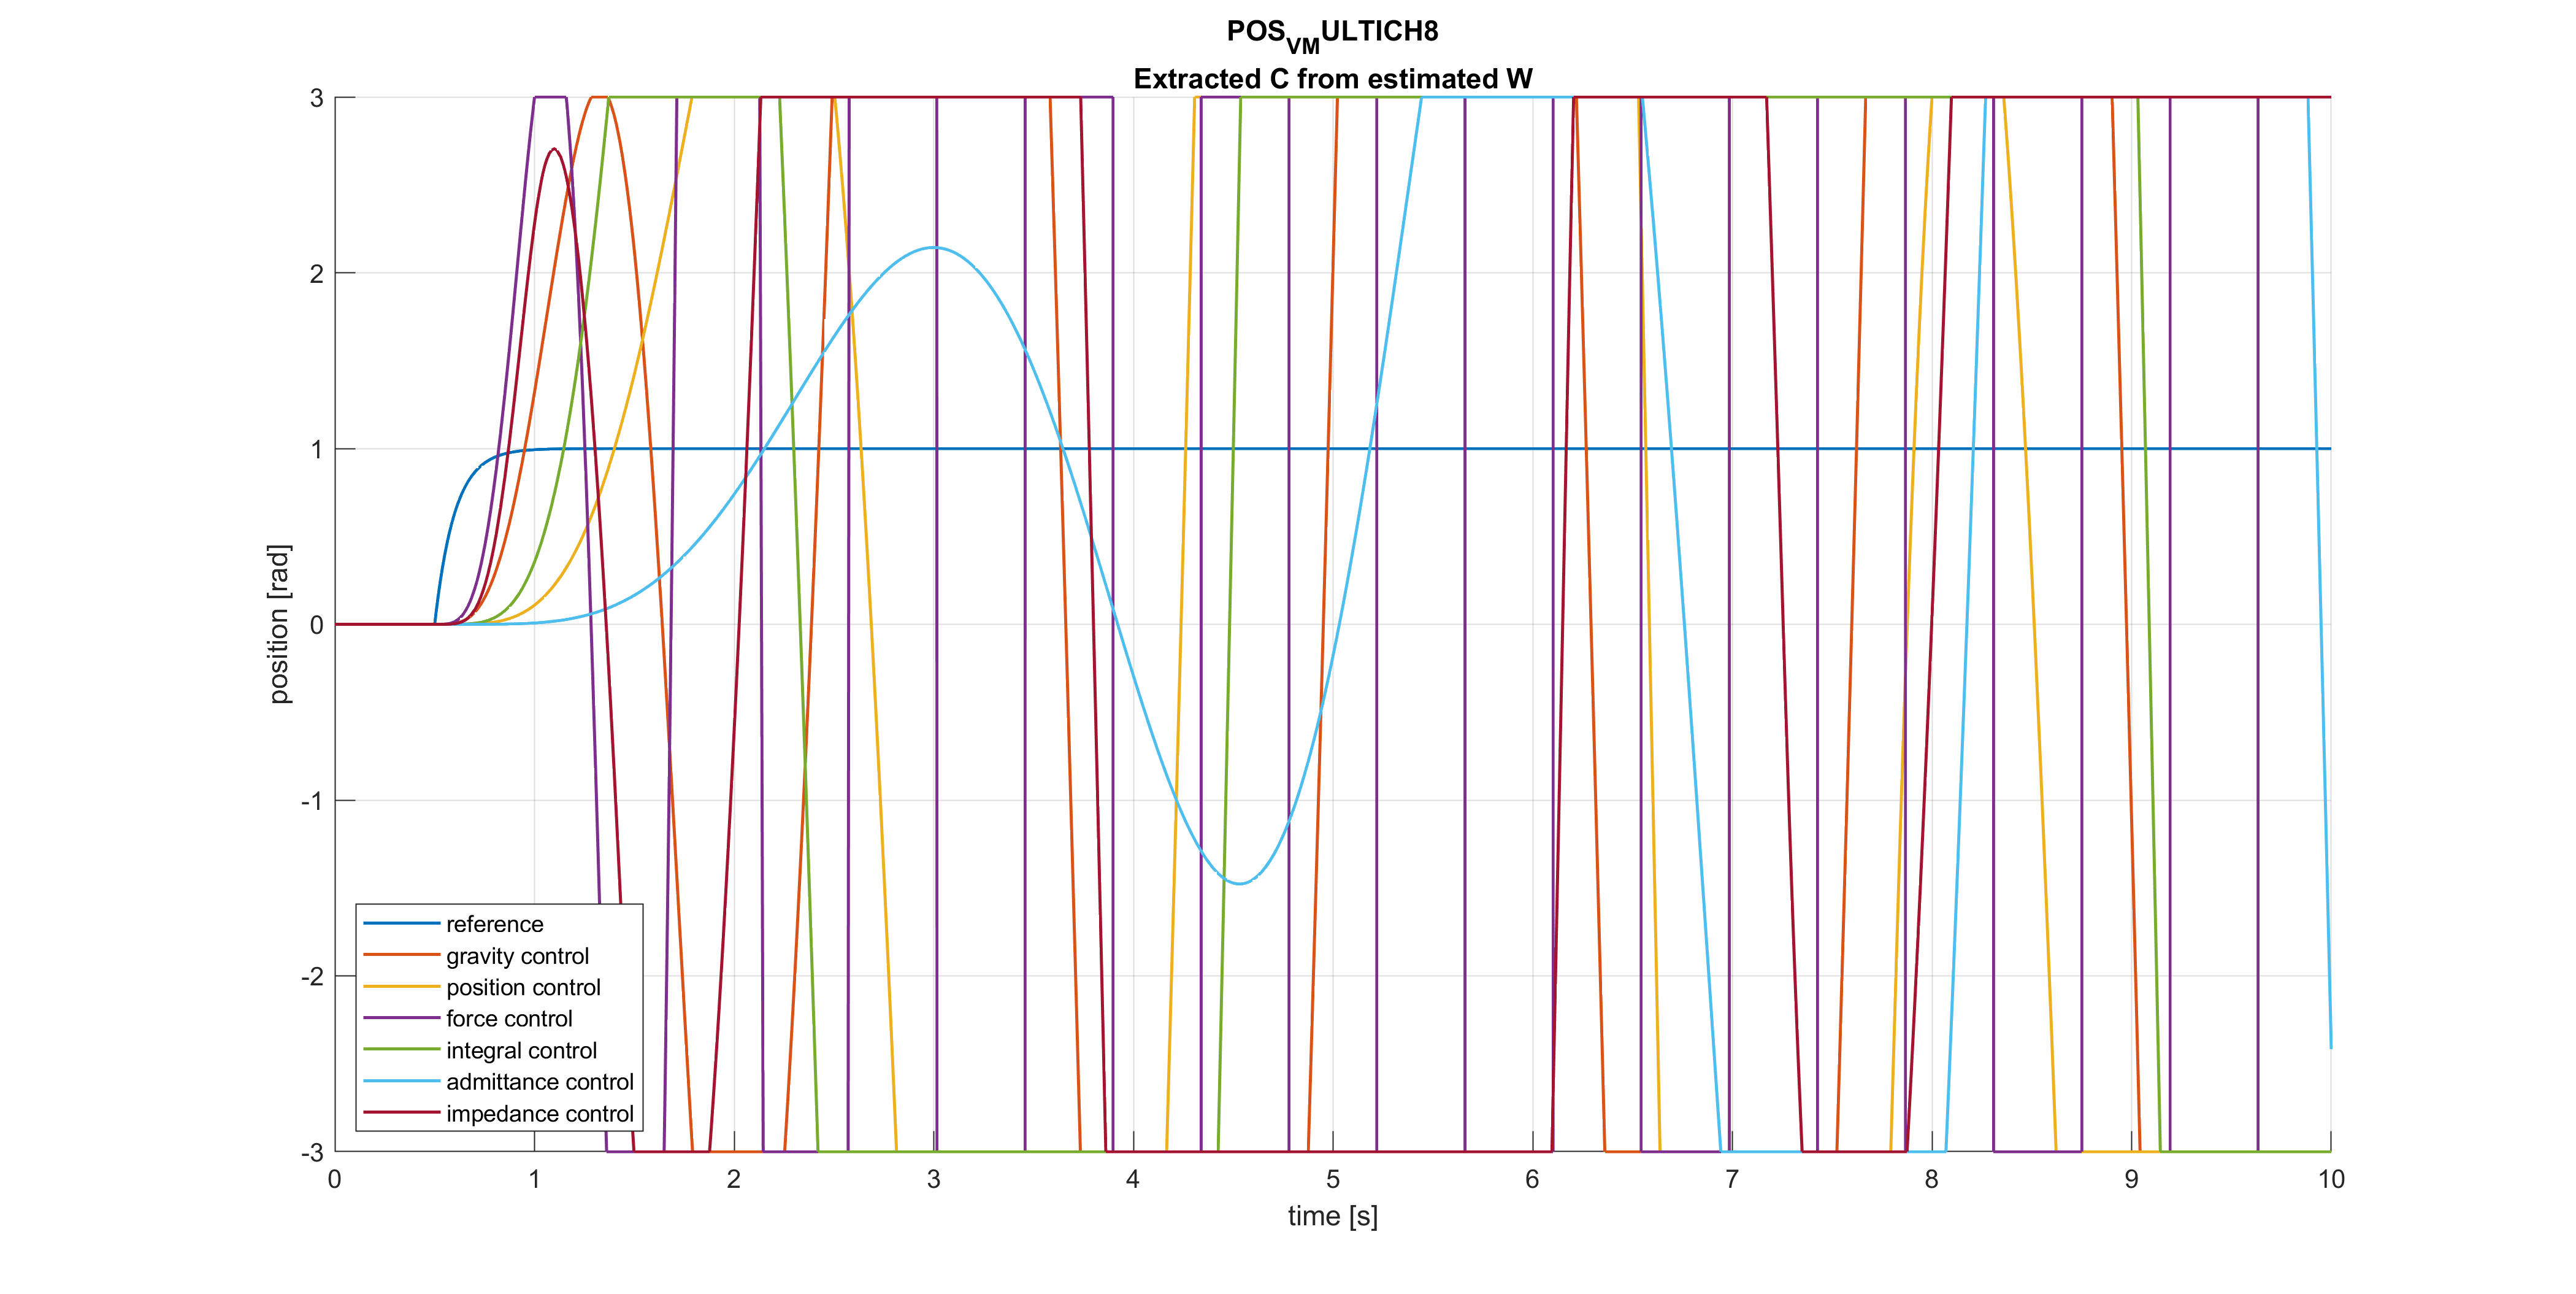 POS_VMULTICH8
Extracted C from estimated W
3
2
1
0
-1
-2
-3
position [rad]
reference
gravity control
position control
force control
integral control
admittance control
impedance control
0 1 2 3 4 5 6 7 8 9 10
time [s]